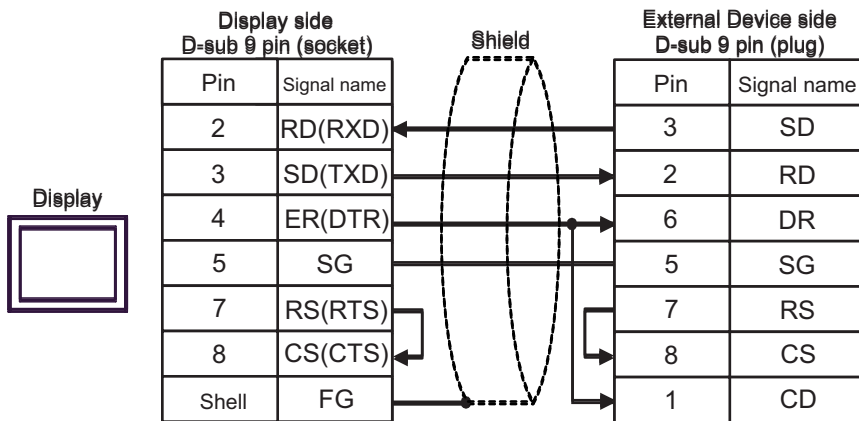 Display side
D-sub 9 pin (socket)
Shield
External Device side
D-sub 9 pin (plug)
Pin Signal name
Pin Signal name
2 RD(RXD) 3 SD
3 SD(TXD) 2 RD
Display
4 ER(DTR) 6 DR
5 SG 5 SG
7 RS(RTS) 7 RS
8 CS(CTS) 8 CS
Shell FG 1 CD